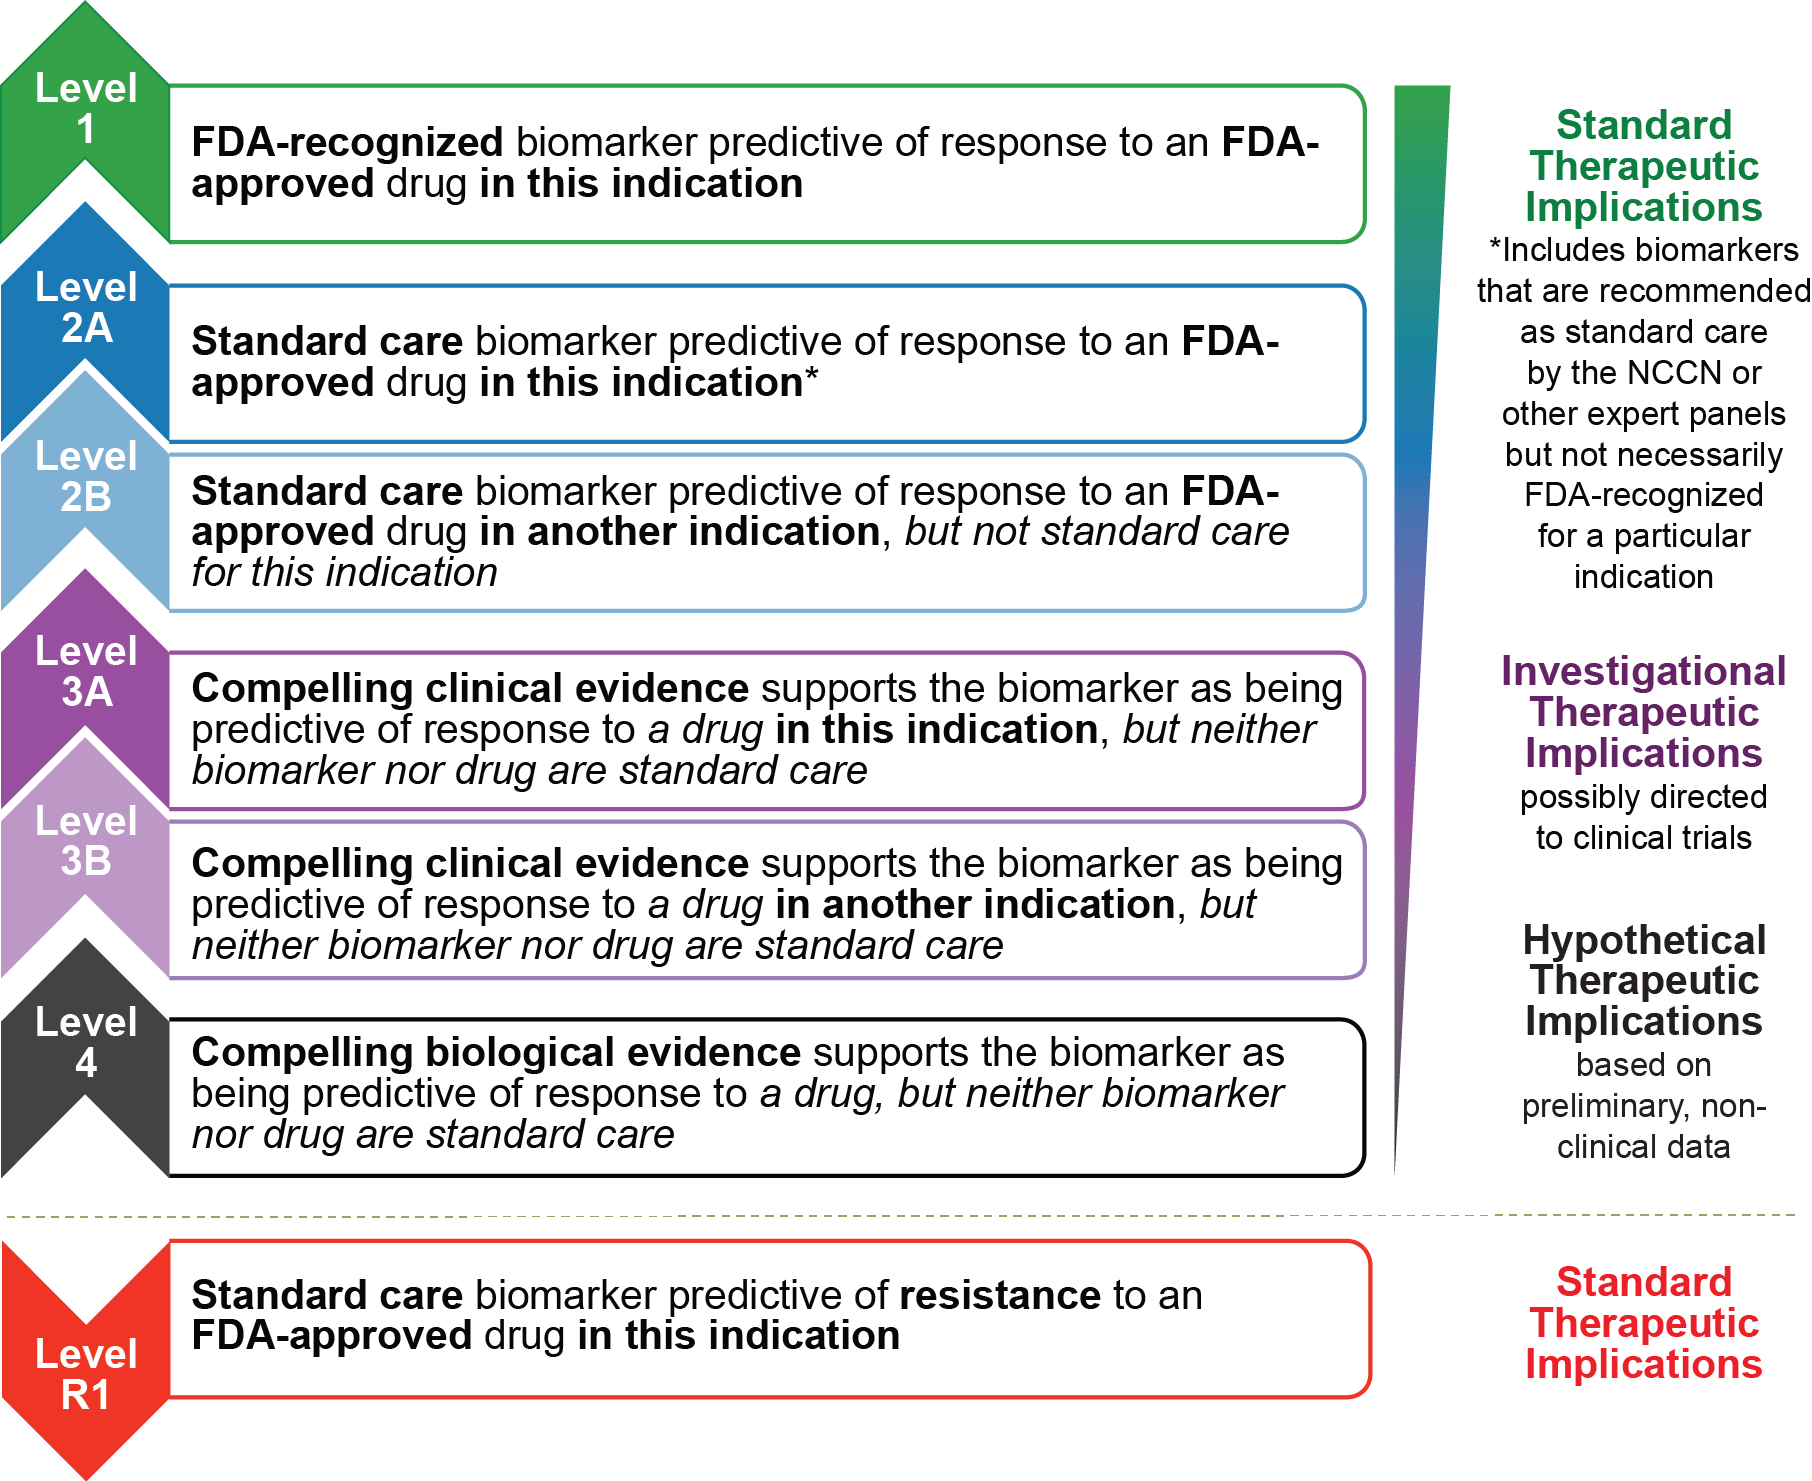 Level
1
FDA-recognized biomarker predictive of response to an FDA-
approved drug in this indication
Level
2A
Standard care biomarker predictive of response to an FDA-
approved drug in this indication*
Level
2B
Standard care biomarker predictive of response to an FDA-
approved drug in another indication, but not standard care
for this indication
Standard
Therapeutic
Implications
*Includes biomarkers
that are recommended
as standard care
by the NCCN or
other expert panels
but not necessarily
FDA-recognized
for a particular
indication
Level
3A
Compelling clinical evidence supports the biomarker as being
predictive of response to a drug in this indication, but neither
biomarker nor drug are standard care
Level
3B
Compelling clinical evidence supports the biomarker as being
predictive of response to a drug in another indication, but
neither biomarker nor drug are standard care
Investigational
Therapeutic
Implications
possibly directed
to clinical trials
Level
4
Compelling biological evidence supports the biomarker as
being predictive of response to a drug, but neither biomarker
nor drug are standard care
Hypothetical
Therapeutic
Implications
based on
preliminary, non-
clinical data
Level
R1
Standard care biomarker predictive of resistance to an
FDA-approved drug in this indication
Standard
Therapeutic
Implications